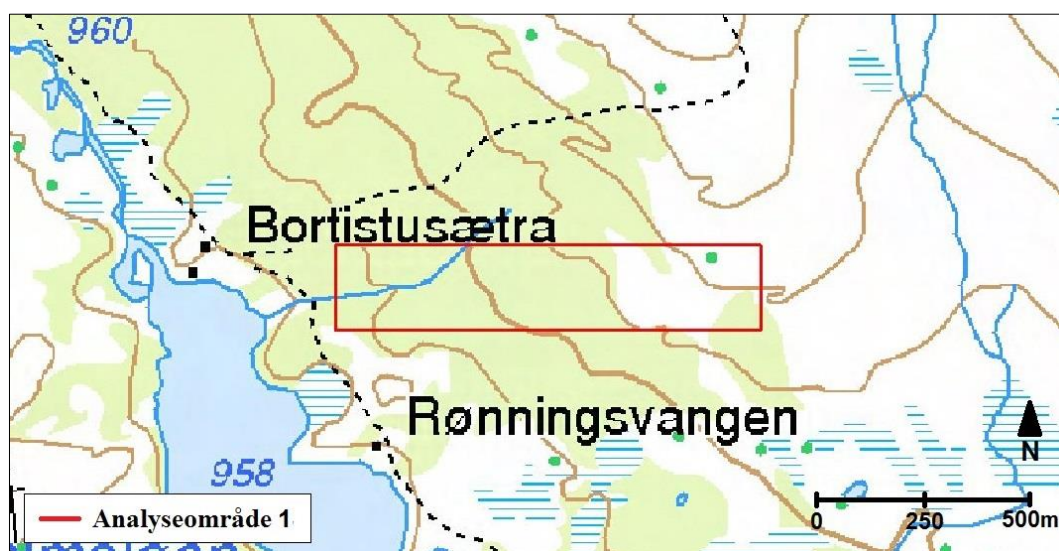 960
Bortistusætra
Rønningsvangen
958
N
Analyseområde 1
0 250 500m